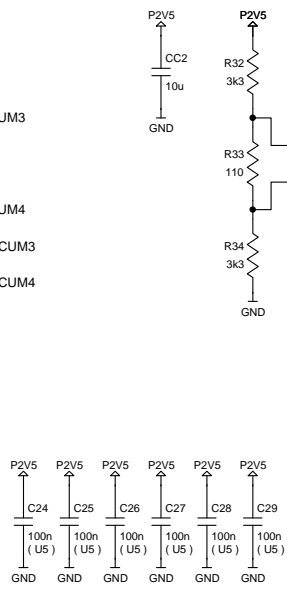 P2V5 P2V5
CC2
10u
GND
R32
3k3
UM3
R33
110
UM4
CUM3
R34
3k3
CUM4
GND
P2V5 P2V5 P2V5 P2V5 P2V5 P2V5
C24 C25 C26 C27 C28 C29
100n 100n 100n 100n 100n 100n
( U5 ) ( U5 ) ( U5 ) ( U5 ) ( U5 ) ( U5 )
GND GND GND GND GND GND